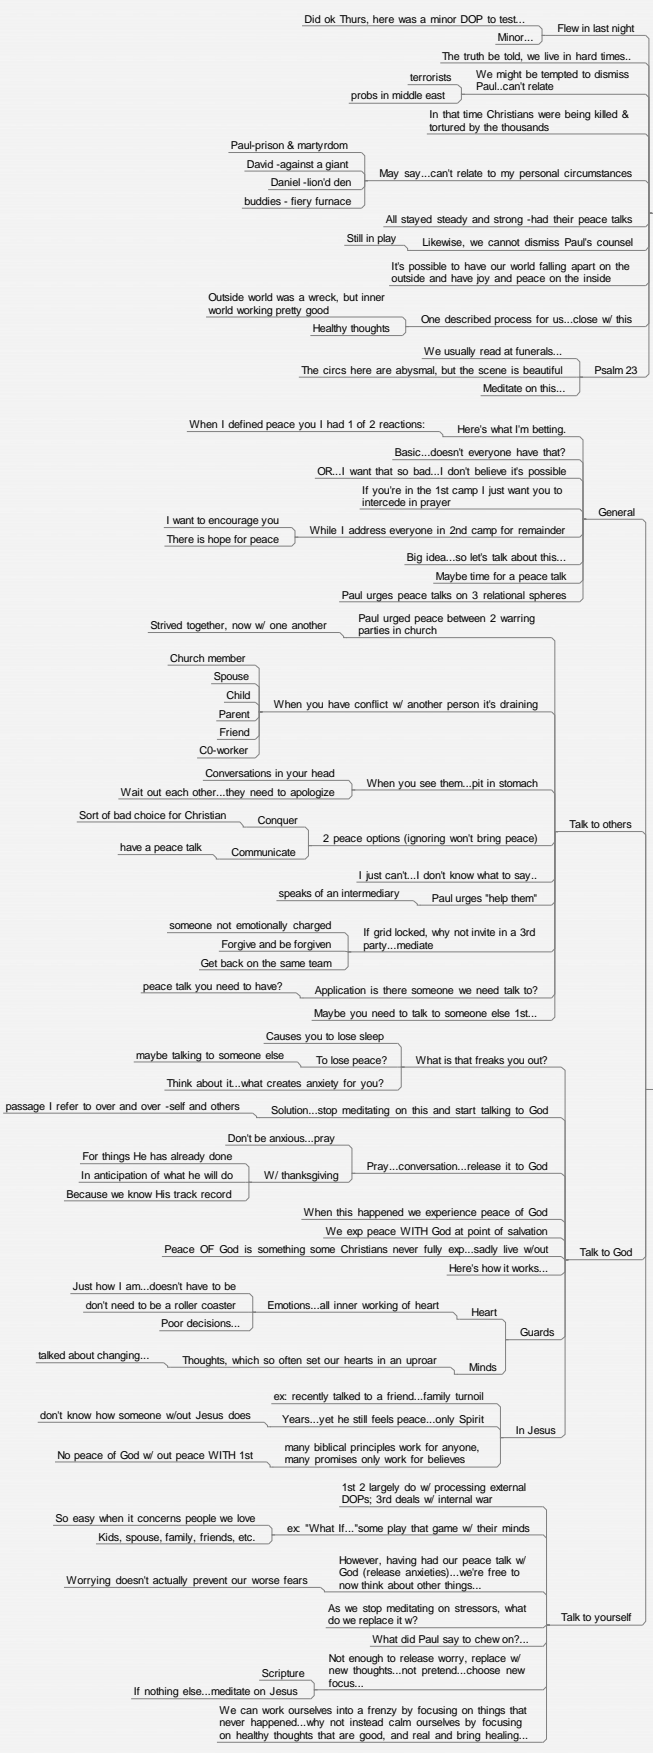 Did ok Thurs, here was a minor DOP to test...
Flew in last night
Minor...
The truth be told, we live in hard times..
terrorists
We might be tempted to dismiss
Paul..can't relate
probs in middle east
In that time Christians were being killed &
tortured by the thousands
Paul-prison & martyrdom
David -against a giant
May say...can't relate to my personal circumstances
Daniel -lion'd den
buddies - fiery furnace
All stayed steady and strong -had their peace talks
Still in play
Likewise, we cannot dismiss Paul's counsel
It's possible to have our world falling apart on the
outside and have joy and peace on the inside
Outside world was a wreck, but inner
world working pretty good
One described process for us...close w/ this
Healthy thoughts
We usually read at funerals...
The circs here are abysmal, but the scene is beautiful
Psalm 23
Meditate on this...
When I defined peace you I had 1 of 2 reactions:
Here's what I'm betting.
Basic...doesn't everyone have that?
OR...I want that so bad...I don't believe it's possible
If you're in the 1st camp I just want you to
intercede in prayer
General
I want to encourage you
While I address everyone in 2nd camp for remainder
There is hope for peace
Big idea...so let's talk about this...
Maybe time for a peace talk
Paul urges peace talks on 3 relational spheres
Strived together, now w/ one another
Paul urged peace between 2 warring
parties in church
Church member
Spouse
Child
When you have conflict w/ another person it's draining
Parent
Friend
C0-worker
Conversations in your head
When you see them...pit in stomach
Wait out each other...they need to apologize
Sort of bad choice for Christian
Conquer
Talk to others
2 peace options (ignoring won't bring peace)
have a peace talk
Communicate
I just can't...I don't know what to say..
speaks of an intermediary
Paul urges "help them"
someone not emotionally charged
If grid locked, why not invite in a 3rd
party...mediate
Forgive and be forgiven
Get back on the same team
peace talk you need to have?
Application is there someone we need talk to?
Maybe you need to talk to someone else 1st...
Causes you to lose sleep
maybe talking to someone else
To lose peace?
What is that freaks you out?
Think about it...what creates anxiety for you?
passage I refer to over and over -self and others
Solution...stop meditating on this and start talking to God
Don't be anxious...pray
For things He has already done
Pray...conversation...release it to God
In anticipation of what he will do
W/ thanksgiving
Because we know His track record
When this happened we experience peace of God
We exp peace WITH God at point of salvation
Peace OF God is something some Christians never fully exp...sadly live w/out
Talk to God
Here's how it works...
Just how I am...doesn't have to be
don't need to be a roller coaster
Emotions...all inner working of heart
Heart
Poor decisions...
Guards
talked about changing...
Thoughts, which so often set our hearts in an uproar
Minds
ex: recently talked to a friend...family turnoil
don't know how someone w/out Jesus does
Years...yet he still feels peace...only Spirit
In Jesus
No peace of God w/ out peace WITH 1st
many biblical principles work for anyone,
many promises only work for believes
1st 2 largely do w/ processing external
DOPs; 3rd deals w/ internal war
So easy when it concerns people we love
ex: "What If..."some play that game w/ their minds
Kids, spouse, family, friends, etc.
Worrying doesn't actually prevent our worse fears
However, having had our peace talk w/
God (release anxieties)...we're free to
now think about other things...
As we stop meditating on stressors, what
do we replace it w?
Talk to yourself
What did Paul say to chew on?...
Not enough to release worry, replace w/
new thoughts...not pretend...choose new
focus...
Scripture
If nothing else...meditate on Jesus
We can work ourselves into a frenzy by focusing on things that
never happened...why not instead calm ourselves by focusing
on healthy thoughts that are good, and real and bring healing...